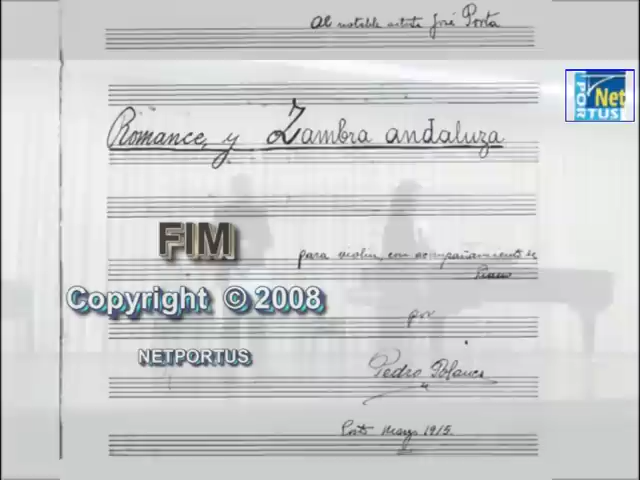 Al notable artista José Porta
Net
PORTUS
Romance, y Zambra andaluza
FIM
para violin, con acompañamiento de
Piano
Copyright © 2008
por
NETPORTUS
Pedro Blanco
Porto Marzo 1915.